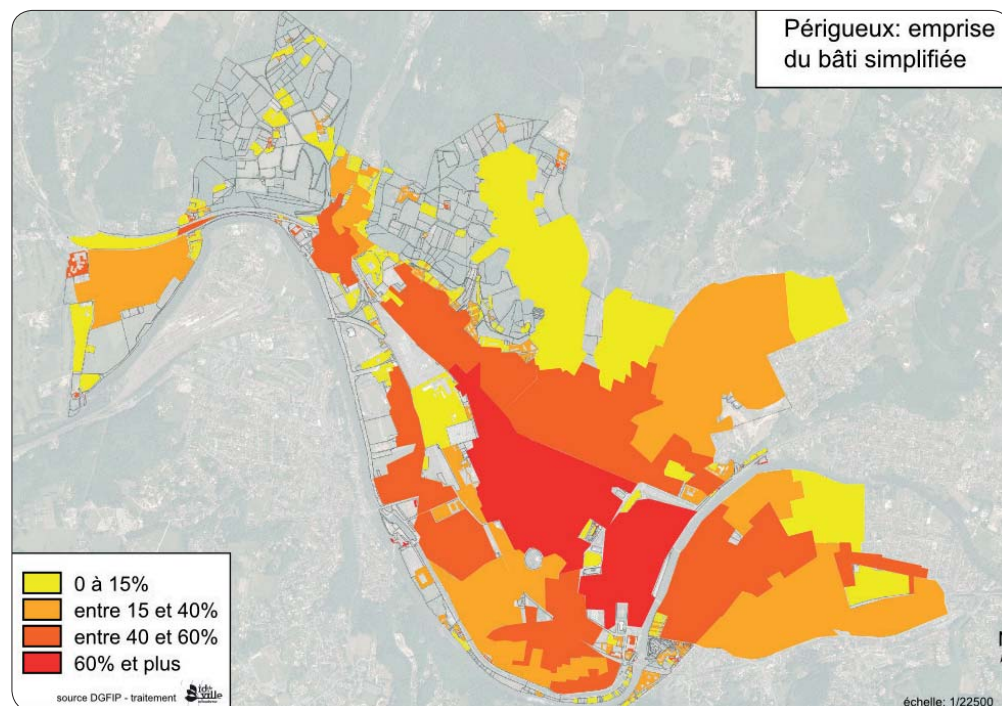 Périgueux: emprise
du bâti simplifiée
0 à 15%
entre 15 et 40%
entre 40 et 60%
60% et plus
source DGFIP - traitement
ville
échelle: 1/22500